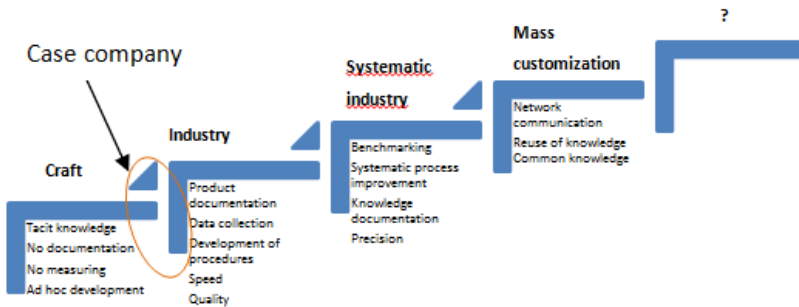 Case company
Craft
Tacit knowledge
No documentation
No measuring
Ad hoc development
Industry
Product
documentation
Data collection
Development of
procedures
Speed
Quality
Systematic
industry
Benchmarking
Systematic process
improvement
Knowledge
documentation
Precision
Mass
customization
Network
communication
Reuse of knowledge
Common knowledge
?